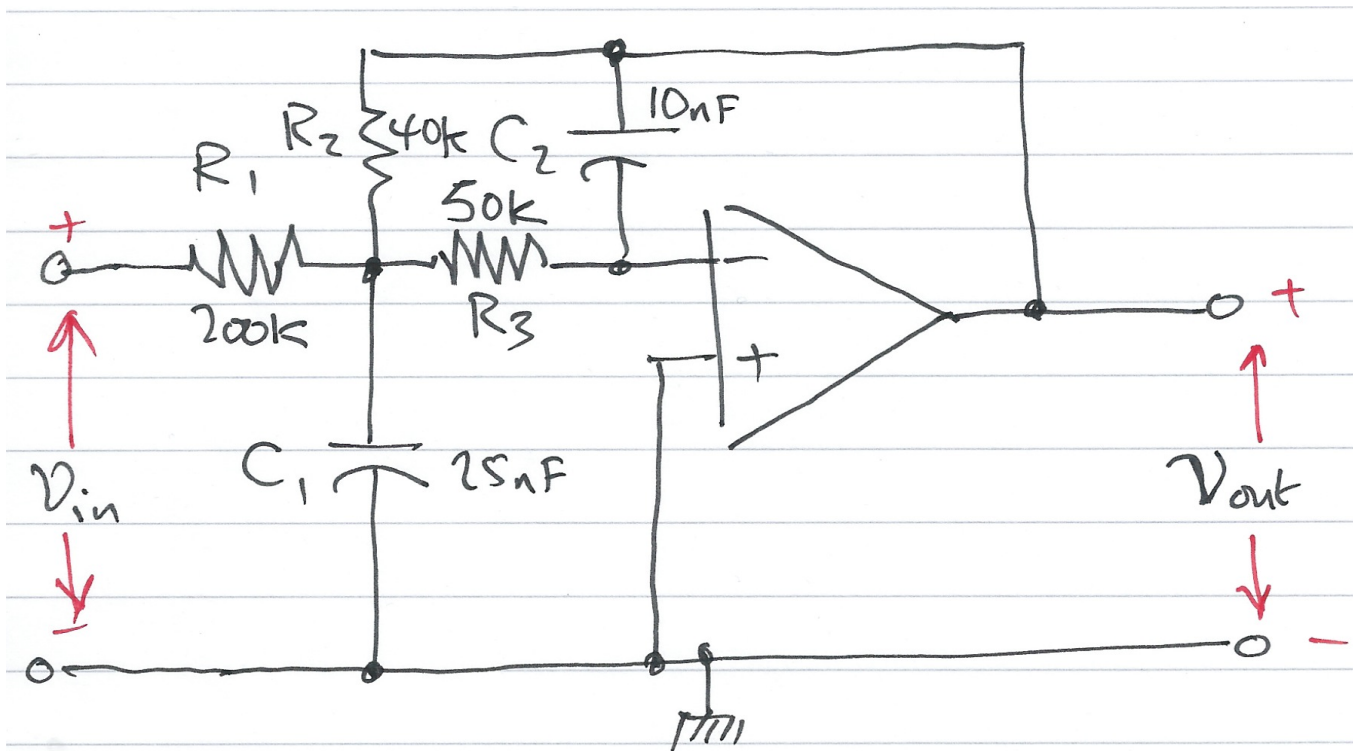 10nF
R2 40k C2
R1
50k
+
200k
R3
−
+
+
C1 25nF
Vin
Vout
−
−